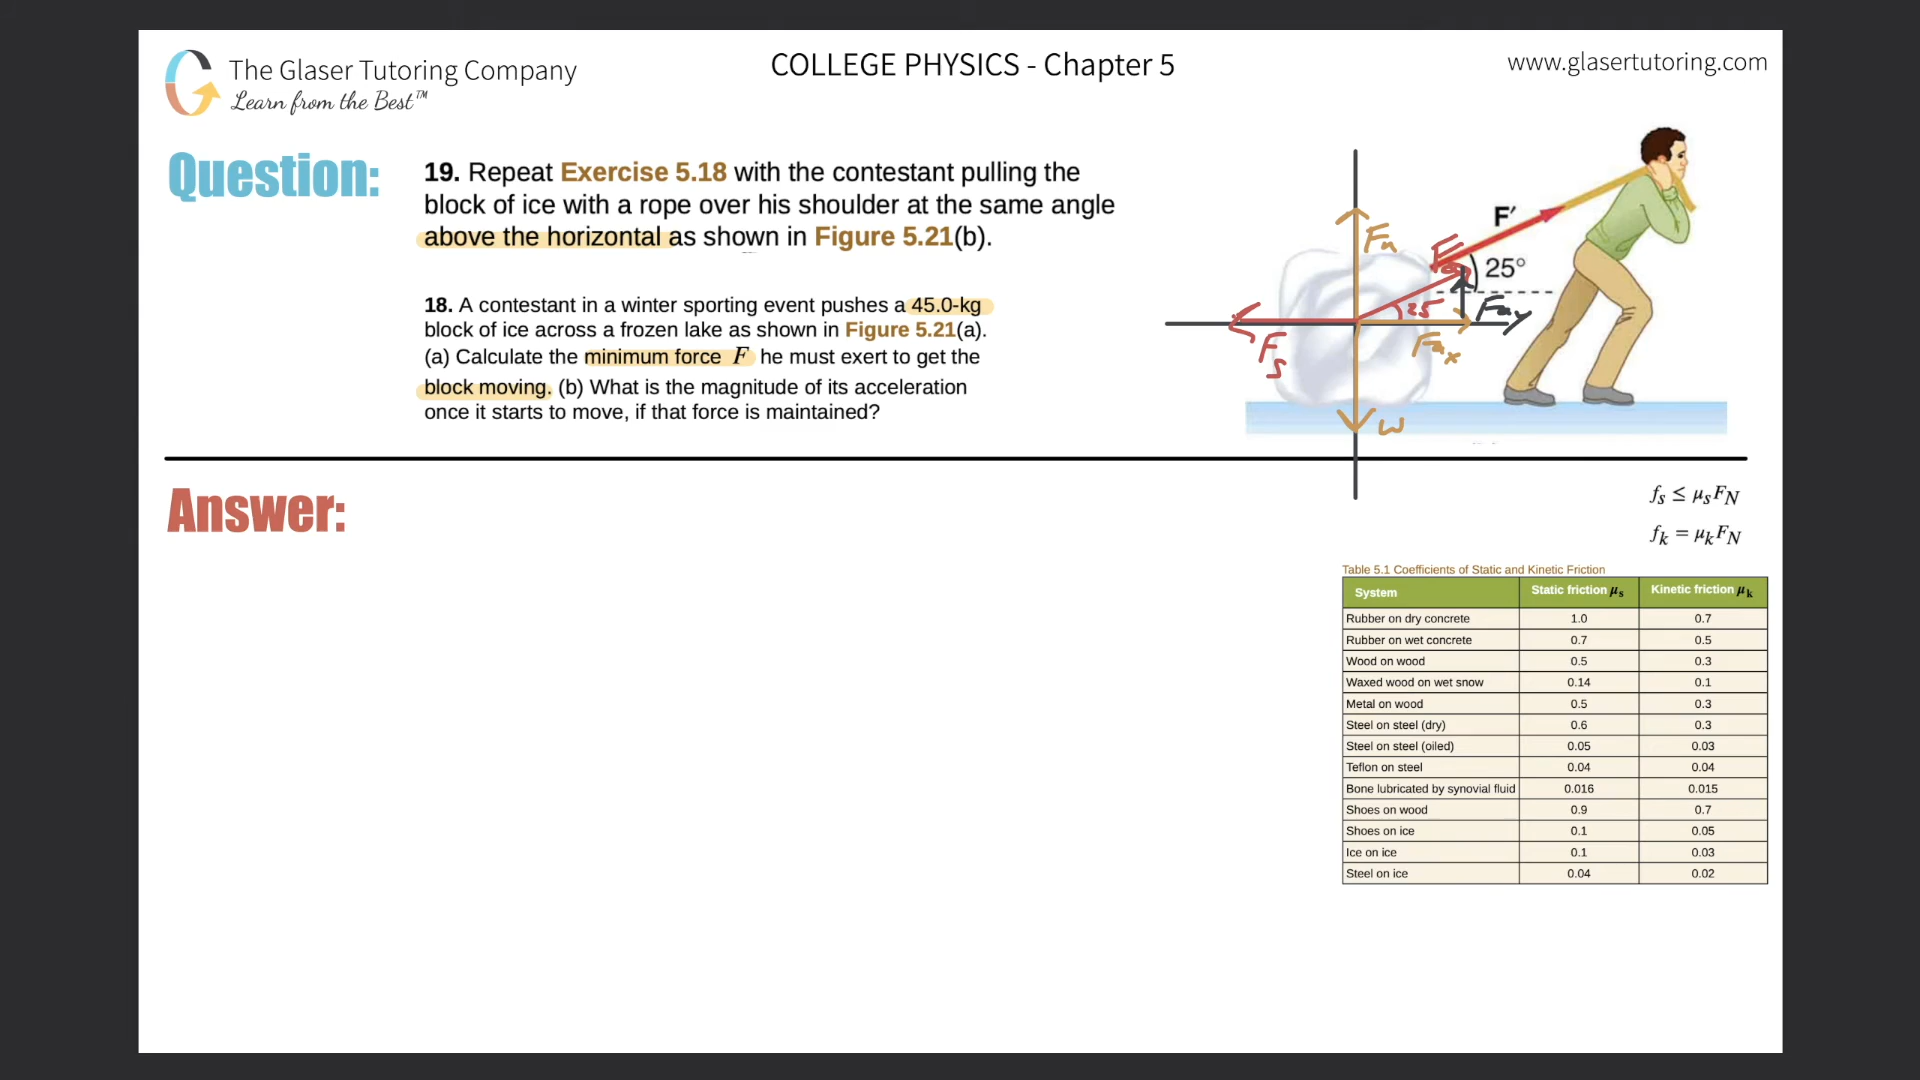 The Glaser Tutoring Company
Learn from the Best™
COLLEGE PHYSICS - Chapter 5
www.glasertutoring.com
Question:
19. Repeat Exercise 5.18 with the contestant pulling the
block of ice with a rope over his shoulder at the same angle
above the horizontal as shown in Figure 5.21(b).
18. A contestant in a winter sporting event pushes a 45.0-kg
block of ice across a frozen lake as shown in Figure 5.21(a).
(a) Calculate the minimum force F he must exert to get the
block moving. (b) What is the magnitude of its acceleration
once it starts to move, if that force is maintained?
F′
25°
Fn
Fa
25
Fay
Fax
Fs
W
Answer:
fs ≤ μsFN
fk = μkFN
Table 5.1 Coefficients of Static and Kinetic Friction
System Static friction μs Kinetic friction μk
Rubber on dry concrete 1.0 0.7
Rubber on wet concrete 0.7 0.5
Wood on wood 0.5 0.3
Waxed wood on wet snow 0.14 0.1
Metal on wood 0.5 0.3
Steel on steel (dry) 0.6 0.3
Steel on steel (oiled) 0.05 0.03
Teflon on steel 0.04 0.04
Bone lubricated by synovial fluid 0.016 0.015
Shoes on wood 0.9 0.7
Shoes on ice 0.1 0.05
Ice on ice 0.1 0.03
Steel on ice 0.04 0.02